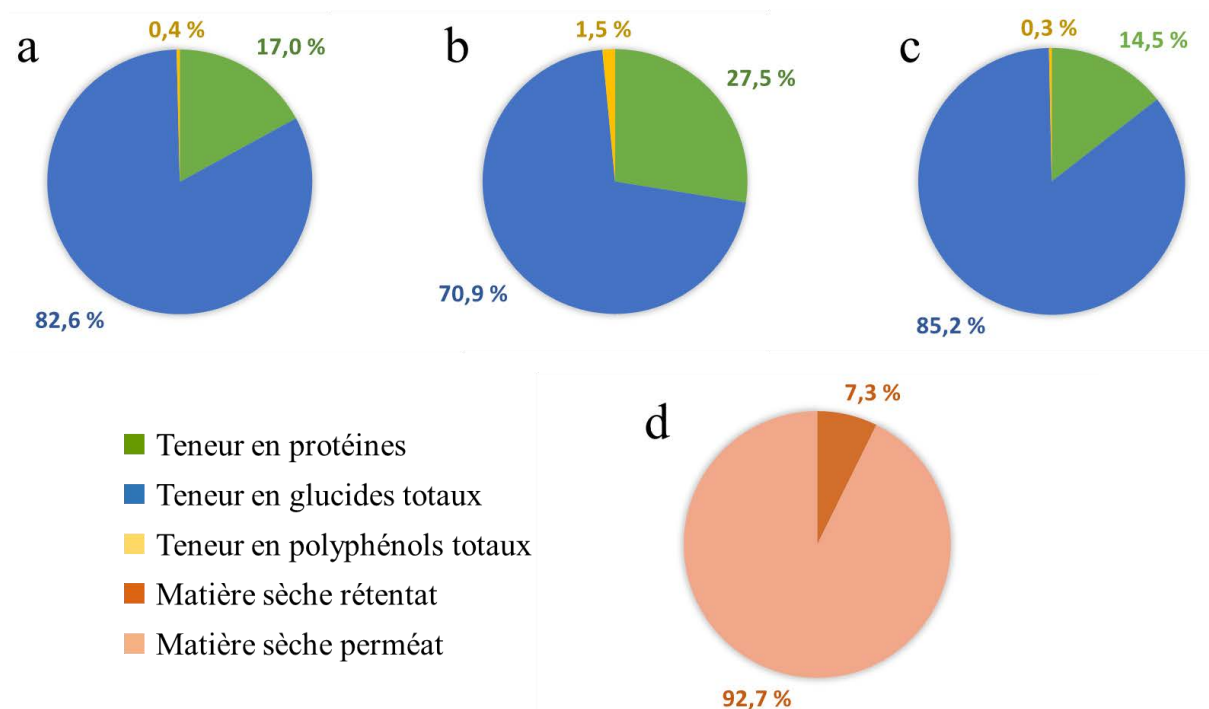 a
0,4 %
17,0 %
82,6 %
b
1,5 %
27,5 %
70,9 %
c
0,3 %
14,5 %
85,2 %
Teneur en protéines
Teneur en glucides totaux
Teneur en polyphénols totaux
Matière sèche rétentat
Matière sèche perméat
d
7,3 %
92,7 %